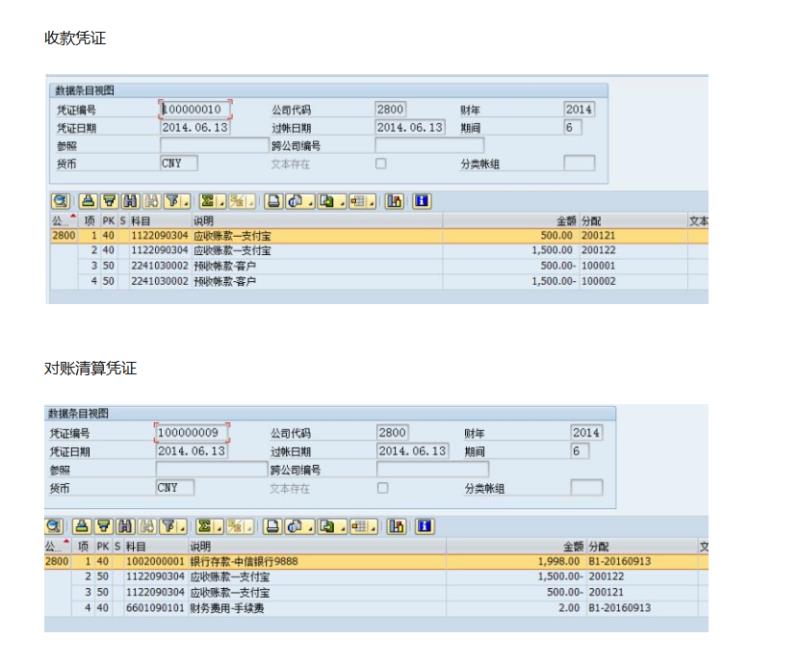 收款凭证
数据条目视图
凭证编号 100000010 公司代码 2800 财年 2014
凭证日期 2014.06.13 过帐日期 2014.06.13 期间 6
参照 跨公司编号
货币 CNY 文本存在 分类帐组
公... 项 PK S 科目 说明 金额 分配 文本
2800 1 40 1122090304 应收账款—支付宝 500.00 200121
2 40 1122090304 应收账款—支付宝 1,500.00 200122
3 50 2241030002 预收帐款-客户 500.00- 100001
4 50 2241030002 预收帐款-客户 1,500.00- 100002
对账清算凭证
数据条目视图
凭证编号 100000009 公司代码 2800 财年 2014
凭证日期 2014.06.13 过帐日期 2014.06.13 期间 6
参照 跨公司编号
货币 CNY 文本存在 分类帐组
公... 项 PK S 科目 说明 金额 分配 文
2800 1 40 1002000001 银行存款-中信银行9888 1,998.00 B1-20160913
2 50 1122090304 应收账款—支付宝 1,500.00- 200122
3 50 1122090304 应收账款—支付宝 500.00- 200121
4 40 6601090101 财务费用-手续费 2.00 B1-20160913